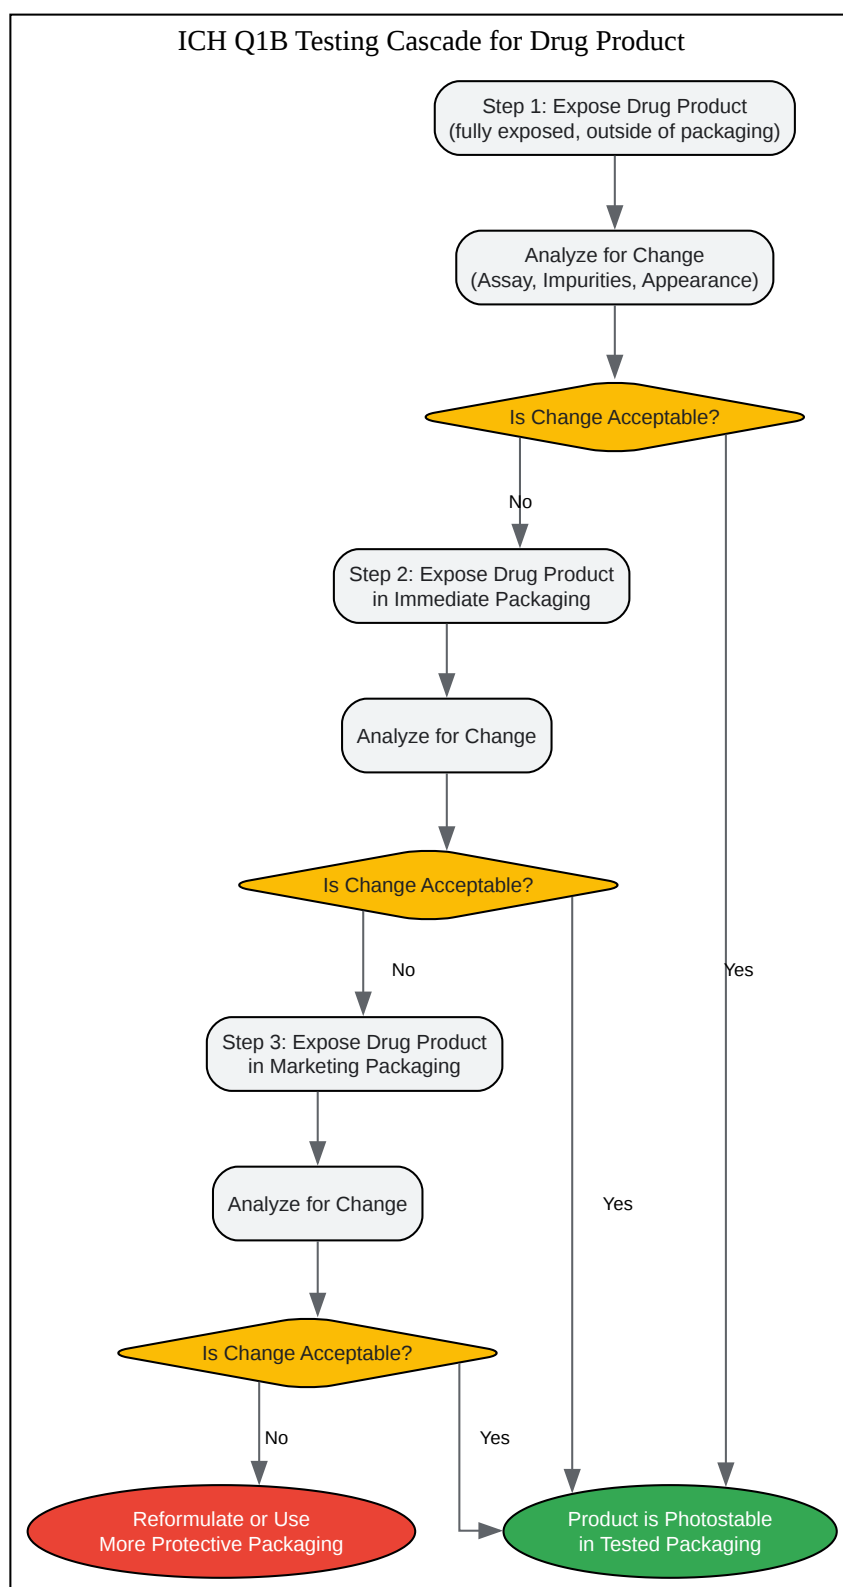 ICH Q1B Testing Cascade for Drug Product
Step 1: Expose Drug Product
(fully exposed, outside of packaging)
Analyze for Change
(Assay, Impurities, Appearance)
Is Change Acceptable?
No
Step 2: Expose Drug Product
in Immediate Packaging
Analyze for Change
Is Change Acceptable?
No
Yes
Step 3: Expose Drug Product
in Marketing Packaging
Analyze for Change
Yes
Is Change Acceptable?
No
Yes
Reformulate or Use
More Protective Packaging
Product is Photostable
in Tested Packaging